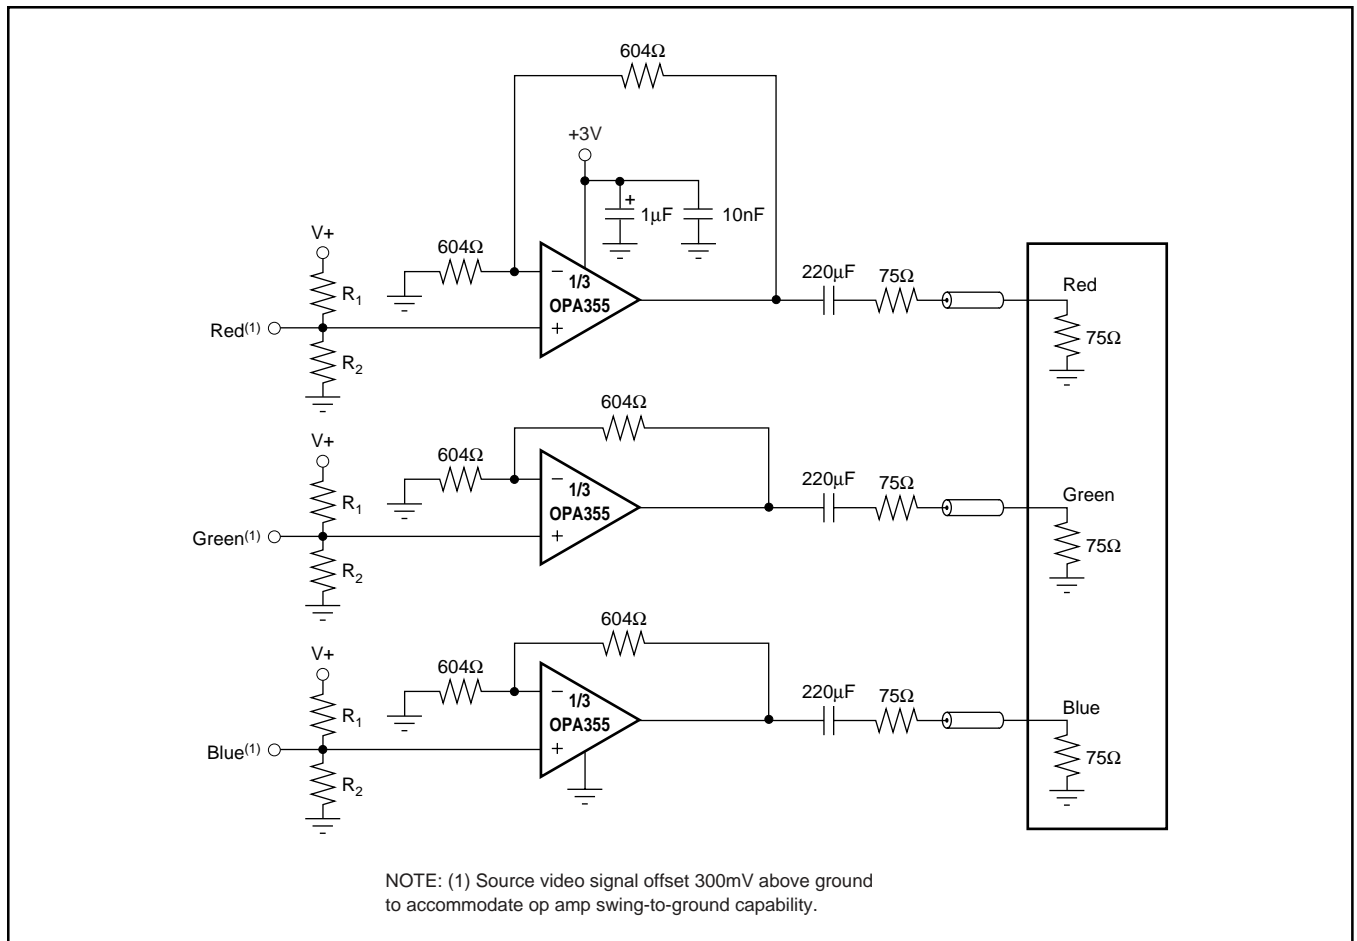 604Ω
+3V
+
1μF
10nF
V+
604Ω
R1
−
1/3
OPA355
+
220μF
75Ω
Red
75Ω
Red(1)
R2
604Ω
V+
604Ω
R1
−
1/3
OPA355
+
220μF
75Ω
Green
75Ω
Green(1)
R2
604Ω
V+
604Ω
R1
−
1/3
OPA355
+
220μF
75Ω
Blue
75Ω
Blue(1)
R2
NOTE: (1) Source video signal offset 300mV above ground
to accommodate op amp swing-to-ground capability.